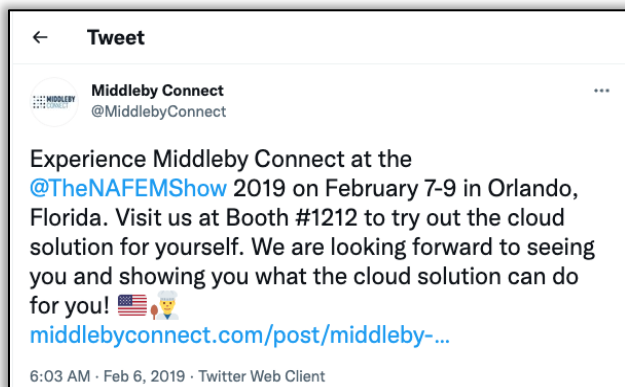 ← Tweet
MIDDLEBY
CONNECT
Middleby Connect
@MiddlebyConnect
Experience Middleby Connect at the
@TheNAFEMShow 2019 on February 7-9 in Orlando,
Florida. Visit us at Booth #1212 to try out the cloud
solution for yourself. We are looking forward to seeing
you and showing you what the cloud solution can do
for you! 🇺🇸,👨‍🍳
middlebyconnect.com/post/middleby-...
6:03 AM · Feb 6, 2019 · Twitter Web Client